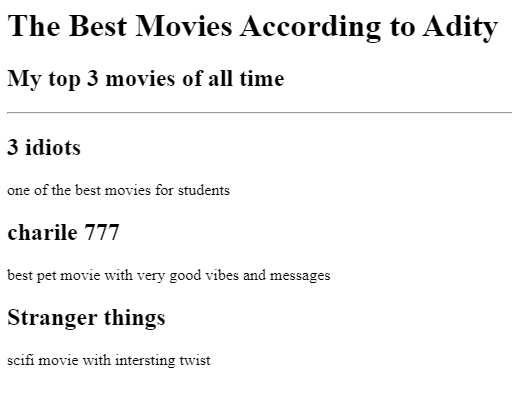 The Best Movies According to Adity
My top 3 movies of all time
3 idiots
one of the best movies for students
charile 777
best pet movie with very good vibes and messages
Stranger things
scifi movie with intersting twist